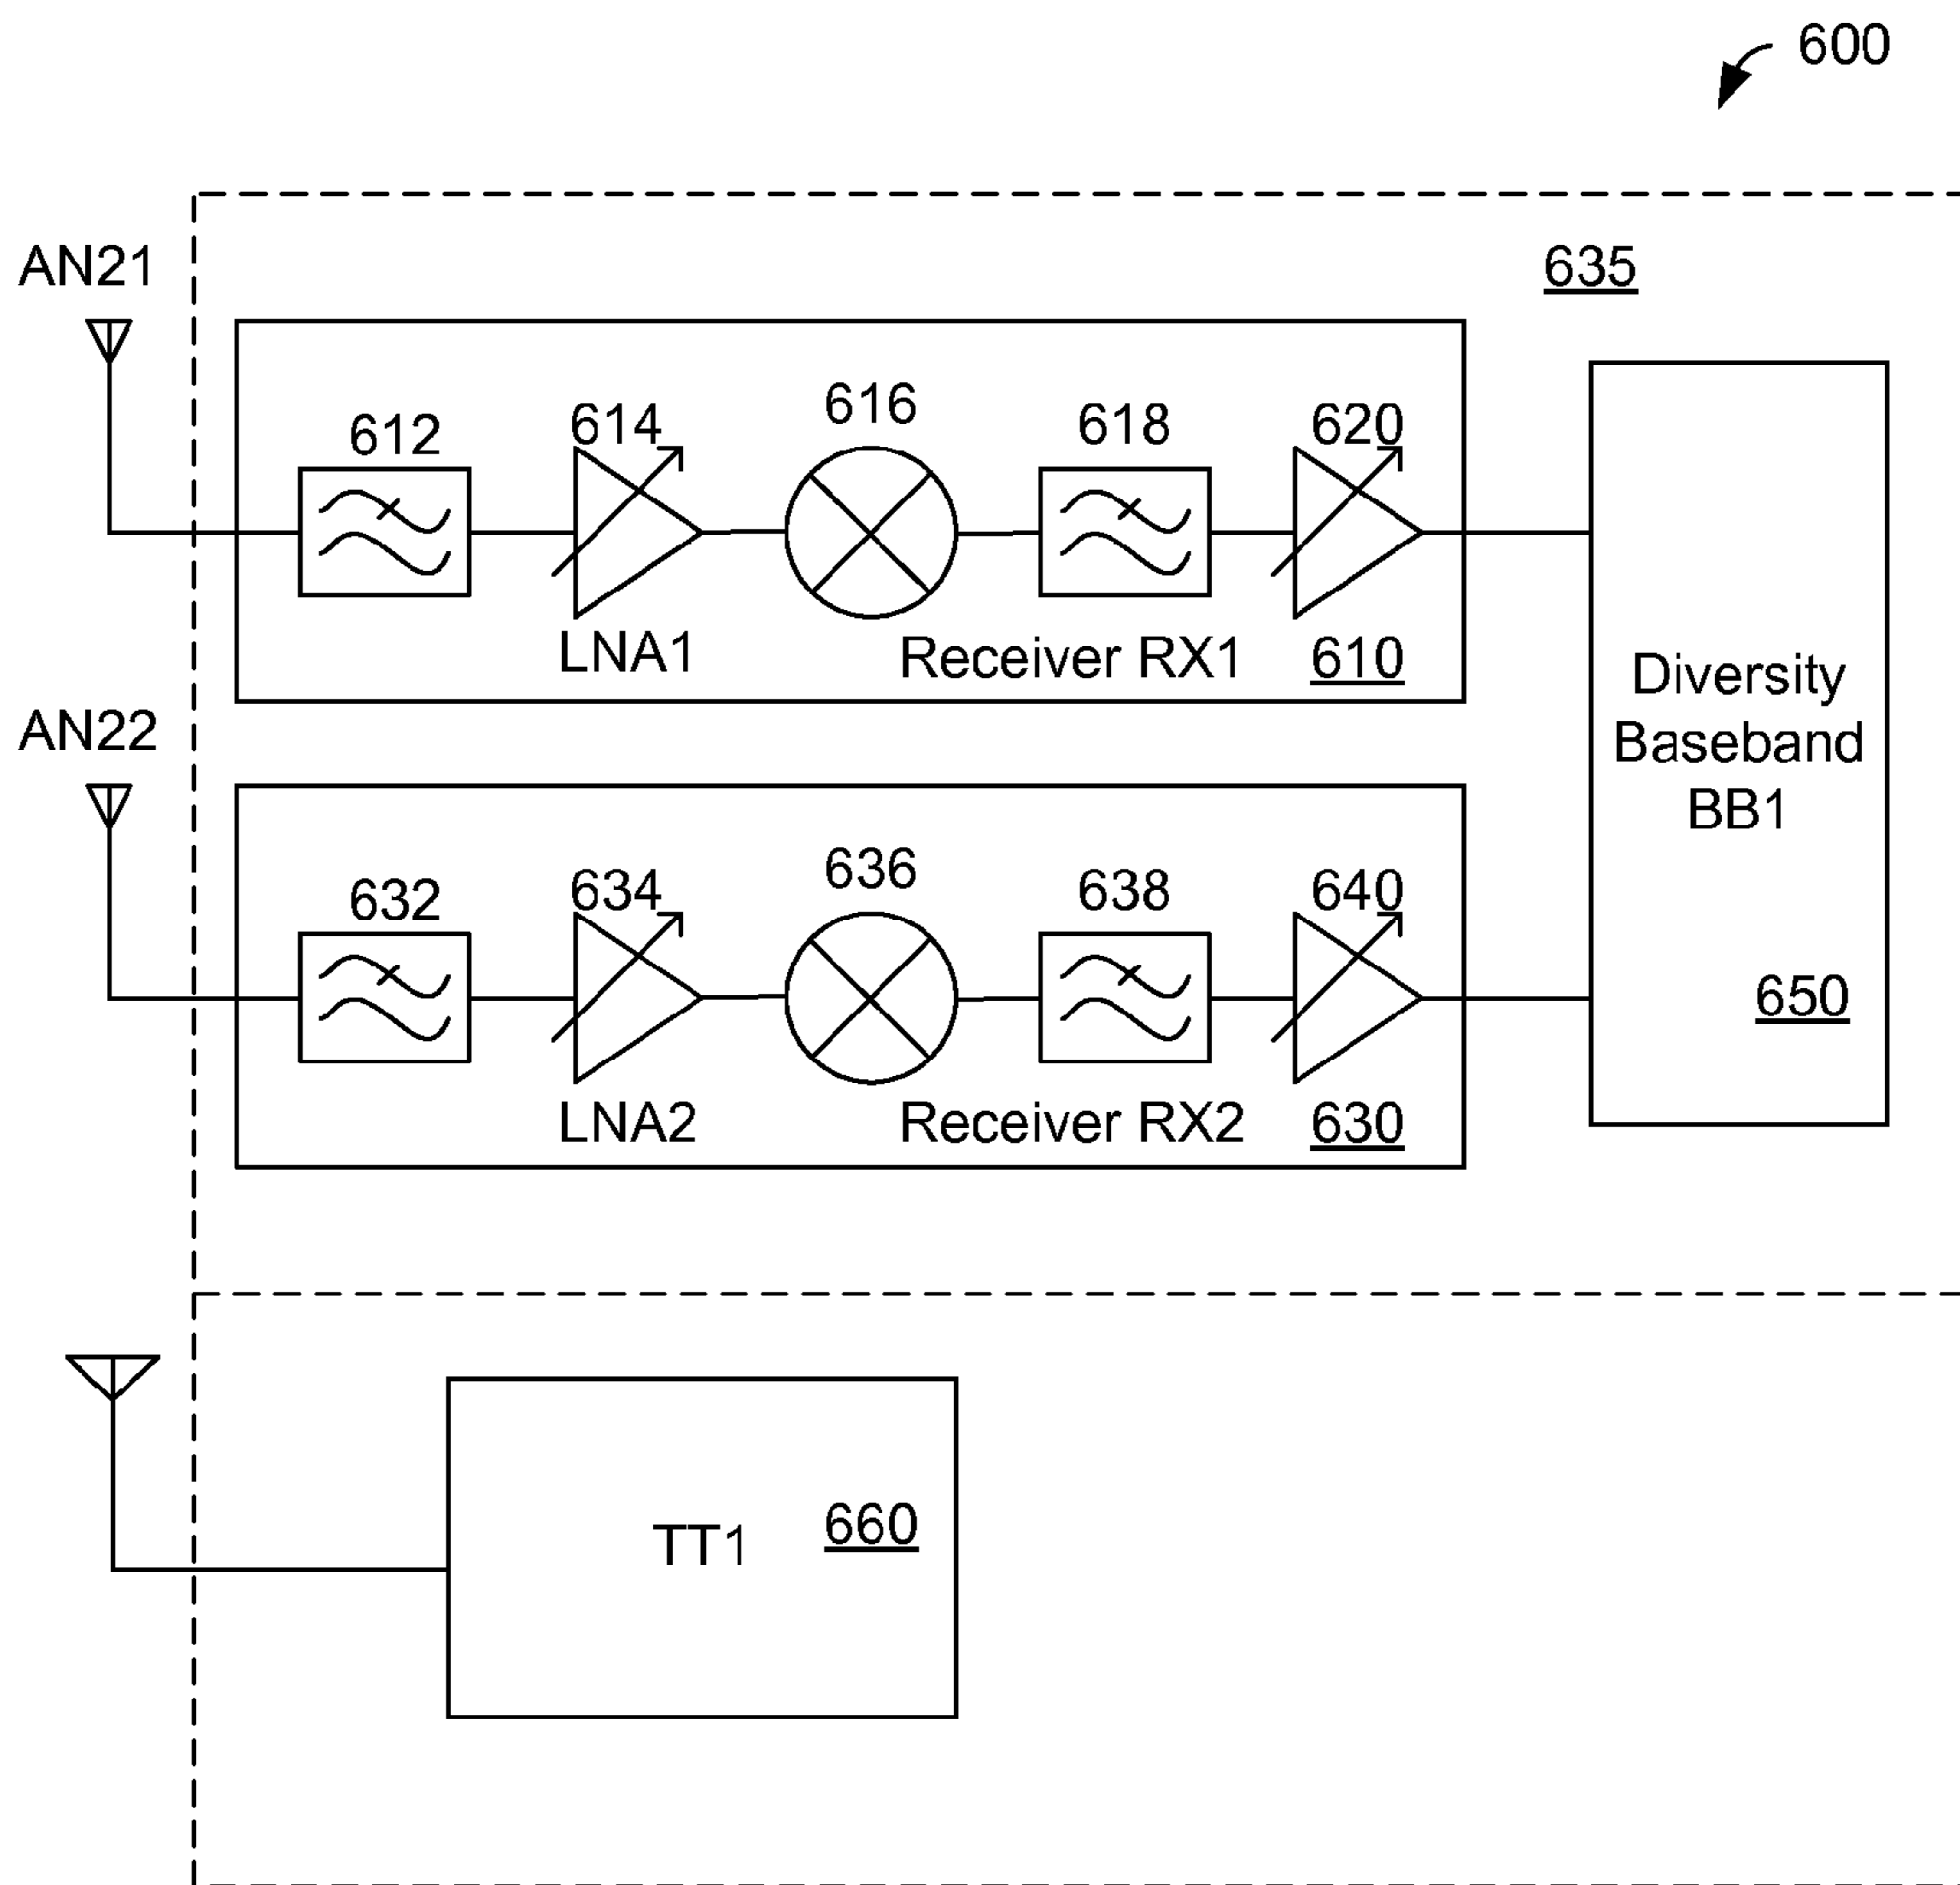 600
635
AN21
612
614
616
618
620
LNA1
Receiver RX1
610
Diversity
Baseband
BB1
650
AN22
632
634
636
638
640
LNA2
Receiver RX2
630
TT1
660